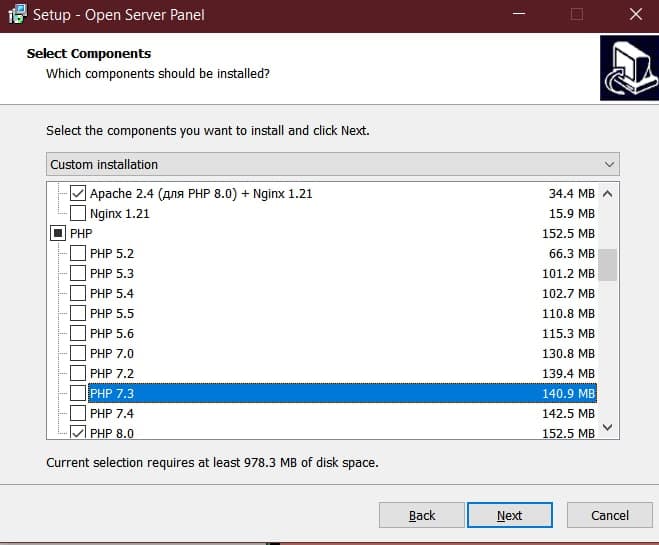 Setup - Open Server Panel
Select Components
Which components should be installed?
Select the components you want to install and click Next.
Custom installation
Apache 2.4 (для PHP 8.0) + Nginx 1.21 34.4 MB
Nginx 1.21 15.9 MB
PHP 152.5 MB
PHP 5.2 66.3 MB
PHP 5.3 101.2 MB
PHP 5.4 102.7 MB
PHP 5.5 110.8 MB
PHP 5.6 115.3 MB
PHP 7.0 130.8 MB
PHP 7.2 139.4 MB
PHP 7.3 140.9 MB
PHP 7.4 142.5 MB
PHP 8.0 152.5 MB
Current selection requires at least 978.3 MB of disk space.
Back Next Cancel